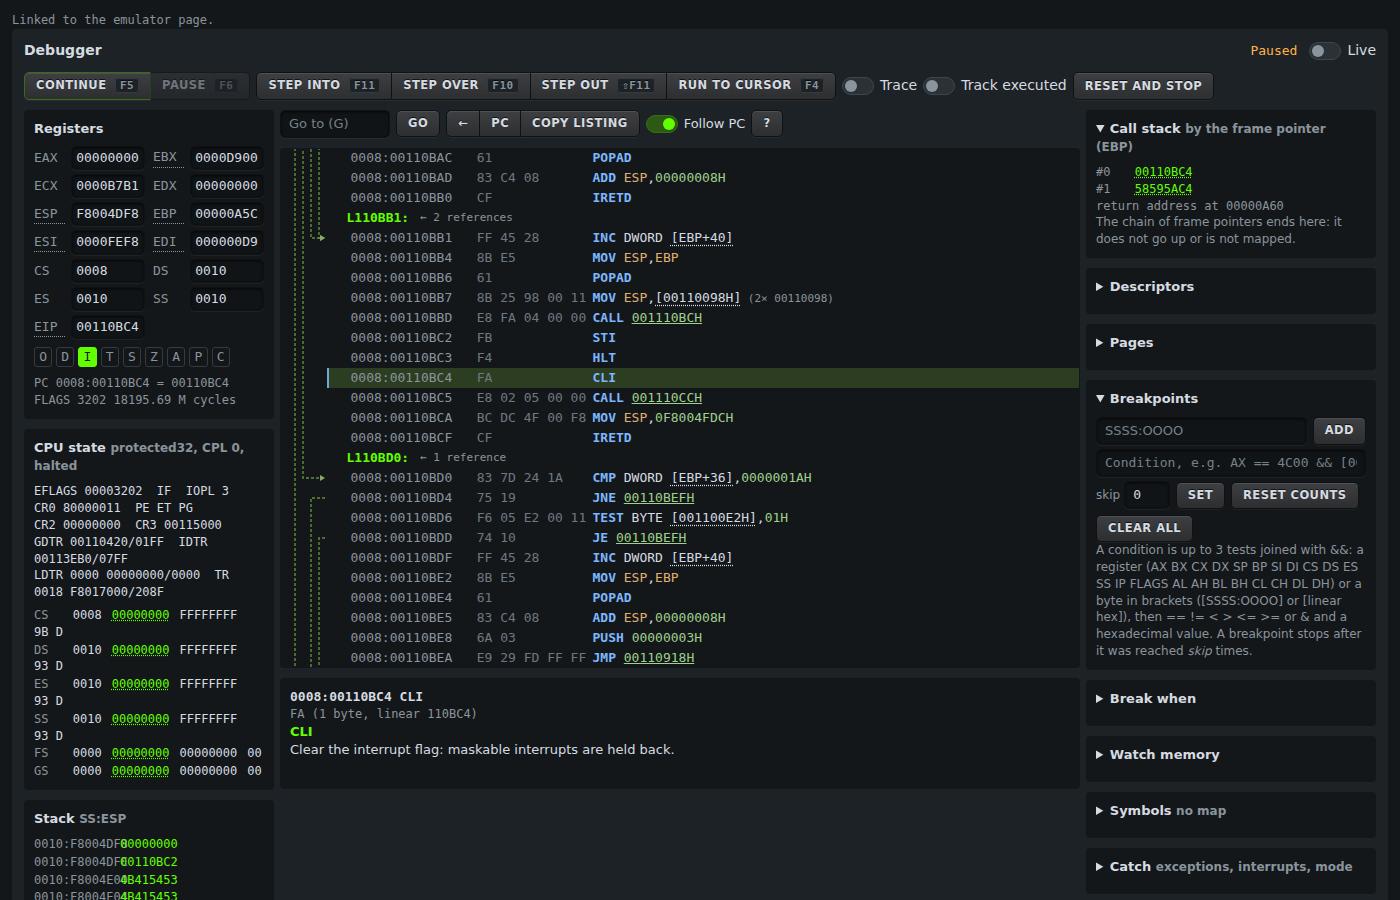 Linked to the emulator page.
Debugger
Paused Live
CONTINUE F5 PAUSE F6 STEP INTO F11 STEP OVER F10 STEP OUT ⇧F11 RUN TO CURSOR F4 Trace Track executed RESET AND STOP
Registers
EAX 00000000 EBX 0000D900
ECX 0000B7B1 EDX 00000000
ESP F8004DF8 EBP 00000A5C
ESI 0000FEF8 EDI 000000D9
CS 0008 DS 0010
ES 0010 SS 0010
EIP 00110BC4
O D I T S Z A P C
PC 0008:00110BC4 = 00110BC4
FLAGS 3202 18195.69 M cycles
CPU state protected32, CPL 0,
halted
EFLAGS 00003202 IF IOPL 3
CR0 80000011 PE ET PG
CR2 00000000 CR3 00115000
GDTR 00110420/01FF IDTR
00113EB0/07FF
LDTR 0000 00000000/0000 TR
0018 F8017000/208F
CS 0008 00000000 FFFFFFFF
9B D
DS 0010 00000000 FFFFFFFF
93 D
ES 0010 00000000 FFFFFFFF
93 D
SS 0010 00000000 FFFFFFFF
93 D
FS 0000 00000000 00000000 00
GS 0000 00000000 00000000 00
Stack SS:ESP
00000000
00110BC2
4B415453
4B415453
Go to (G) GO ← PC COPY LISTING Follow PC ?
0008:00110BAC 61 POPAD
0008:00110BAD 83 C4 08 ADD ESP,00000008H
0008:00110BB0 CF IRETD
L110BB1: ← 2 references
0008:00110BB1 FF 45 28 INC DWORD [EBP+40]
0008:00110BB4 8B E5 MOV ESP,EBP
0008:00110BB6 61 POPAD
0008:00110BB7 8B 25 98 00 11 MOV ESP,[00110098H] (2× 00110098)
0008:00110BBD E8 FA 04 00 00 CALL 001110BCH
0008:00110BC2 FB STI
0008:00110BC3 F4 HLT
0008:00110BC4 FA CLI
0008:00110BC5 E8 02 05 00 00 CALL 001110CCH
0008:00110BCA BC DC 4F 00 F8 MOV ESP,0F8004FDCH
0008:00110BCF CF IRETD
L110BD0: ← 1 reference
0008:00110BD0 83 7D 24 1A CMP DWORD [EBP+36],0000001AH
0008:00110BD4 75 19 JNE 00110BEFH
0008:00110BD6 F6 05 E2 00 11 TEST BYTE [001100E2H],01H
0008:00110BDD 74 10 JE 00110BEFH
0008:00110BDF FF 45 28 INC DWORD [EBP+40]
0008:00110BE2 8B E5 MOV ESP,EBP
0008:00110BE4 61 POPAD
0008:00110BE5 83 C4 08 ADD ESP,00000008H
0008:00110BE8 6A 03 PUSH 00000003H
0008:00110BEA E9 29 FD FF FF JMP 00110918H
0008:00110BC4 CLI
FA (1 byte, linear 110BC4)
CLI
Clear the interrupt flag: maskable interrupts are held back.
Call stack by the frame pointer
(EBP)
#0 00110BC4
#1 58595AC4
return address at 00000A60
The chain of frame pointers ends here: it
does not go up or is not mapped.
Descriptors
Pages
Breakpoints
SSSS:OOOO ADD
Condition, e.g. AX == 4C00 && [0
skip 0 SET RESET COUNTS
CLEAR ALL
A condition is up to 3 tests joined with &&: a
register (AX BX CX DX SP BP SI DI CS DS ES
SS IP FLAGS AL AH BL BH CL CH DL DH) or a
byte in brackets ([SSSS:OOOO] or [linear
hex]), then == != < > <= >= or & and a
hexadecimal value. A breakpoint stops after
it was reached skip times.
Break when
Watch memory
Symbols no map
Catch exceptions, interrupts, mode